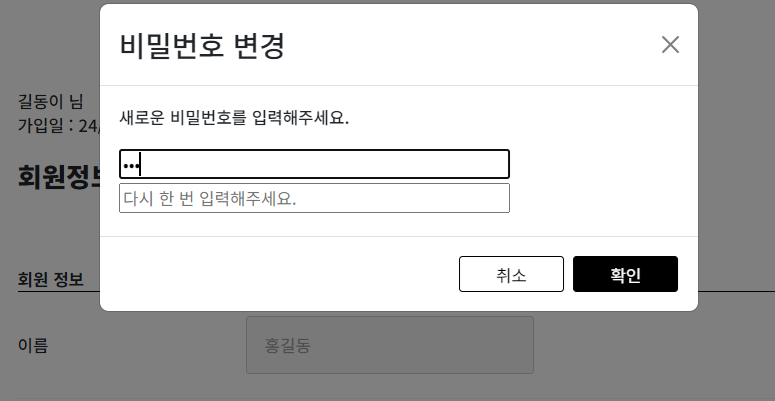 비밀번호 변경
길동이 님
가입일 : 24/
새로운 비밀번호를 입력해주세요.
•••
회원정보
다시 한 번 입력해주세요.
취소
확인
회원 정보
이름
홍길동